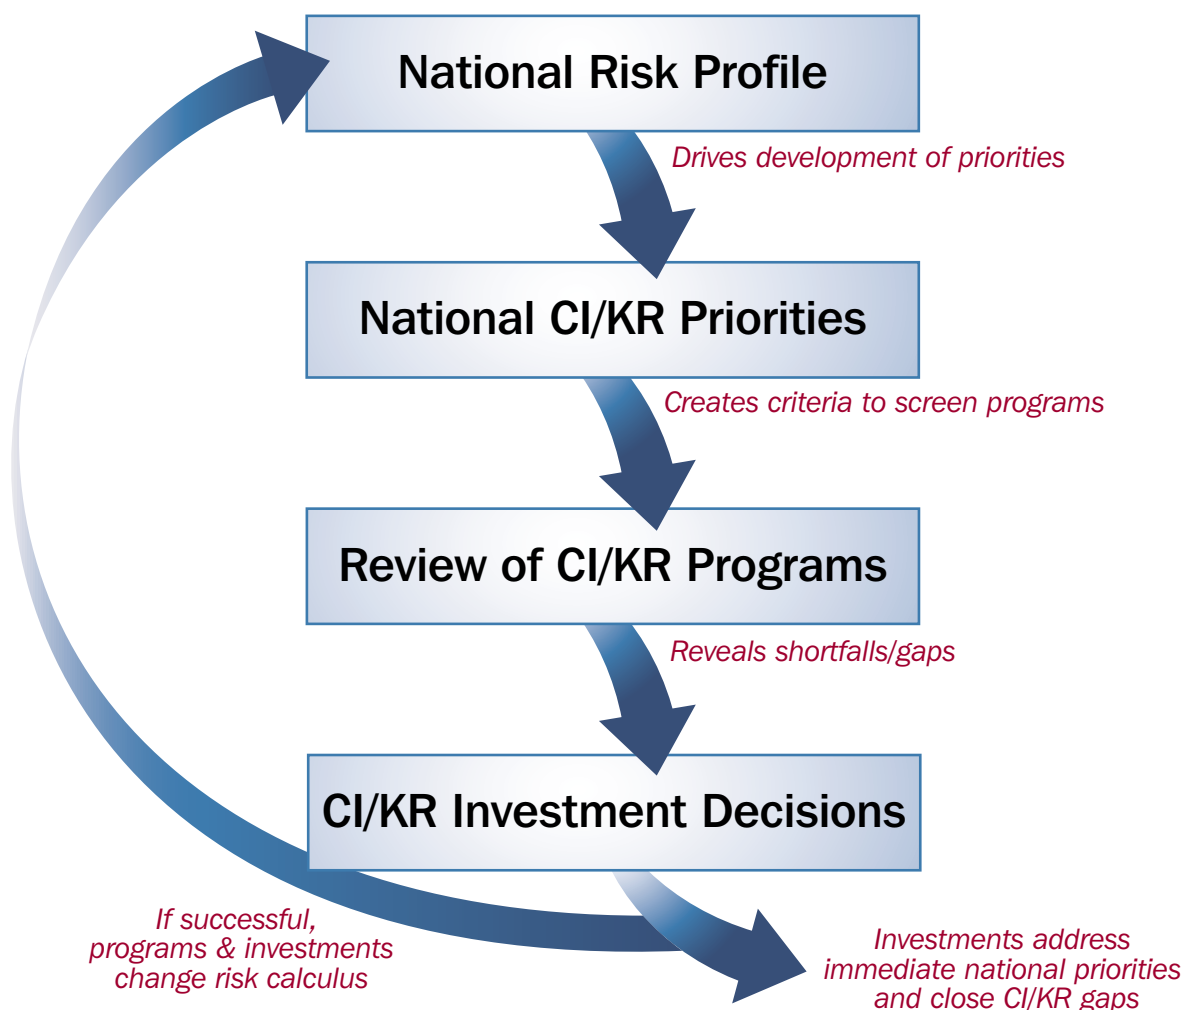 National Risk Profile
Drives development of priorities
National CI/KR Priorities
Creates criteria to screen programs
Review of CI/KR Programs
Reveals shortfalls/gaps
CI/KR Investment Decisions
If successful,
programs & investments
change risk calculus
Investments address
immediate national priorities
and close CI/KR gaps